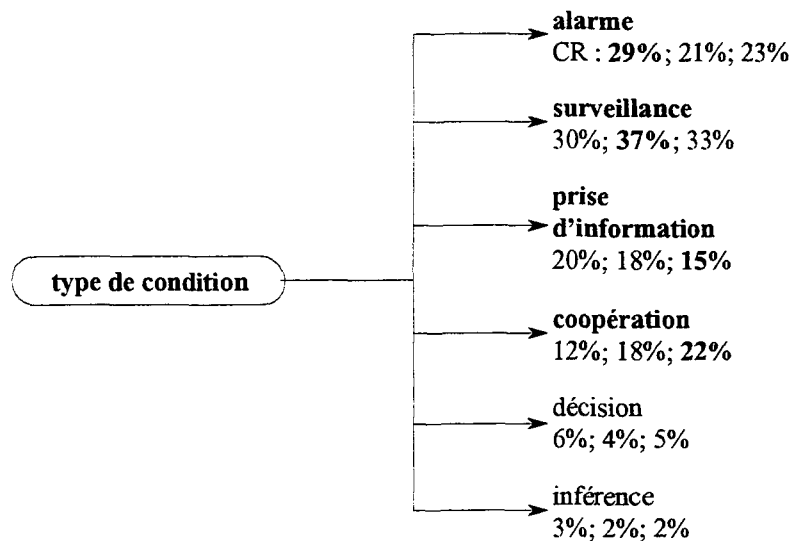 alarme
CR : 29%; 21%; 23%
surveillance
30%; 37%; 33%
prise
d'information
20%; 18%; 15%
type de condition
coopération
12%; 18%; 22%
décision
6%; 4%; 5%
inférence
3%; 2%; 2%